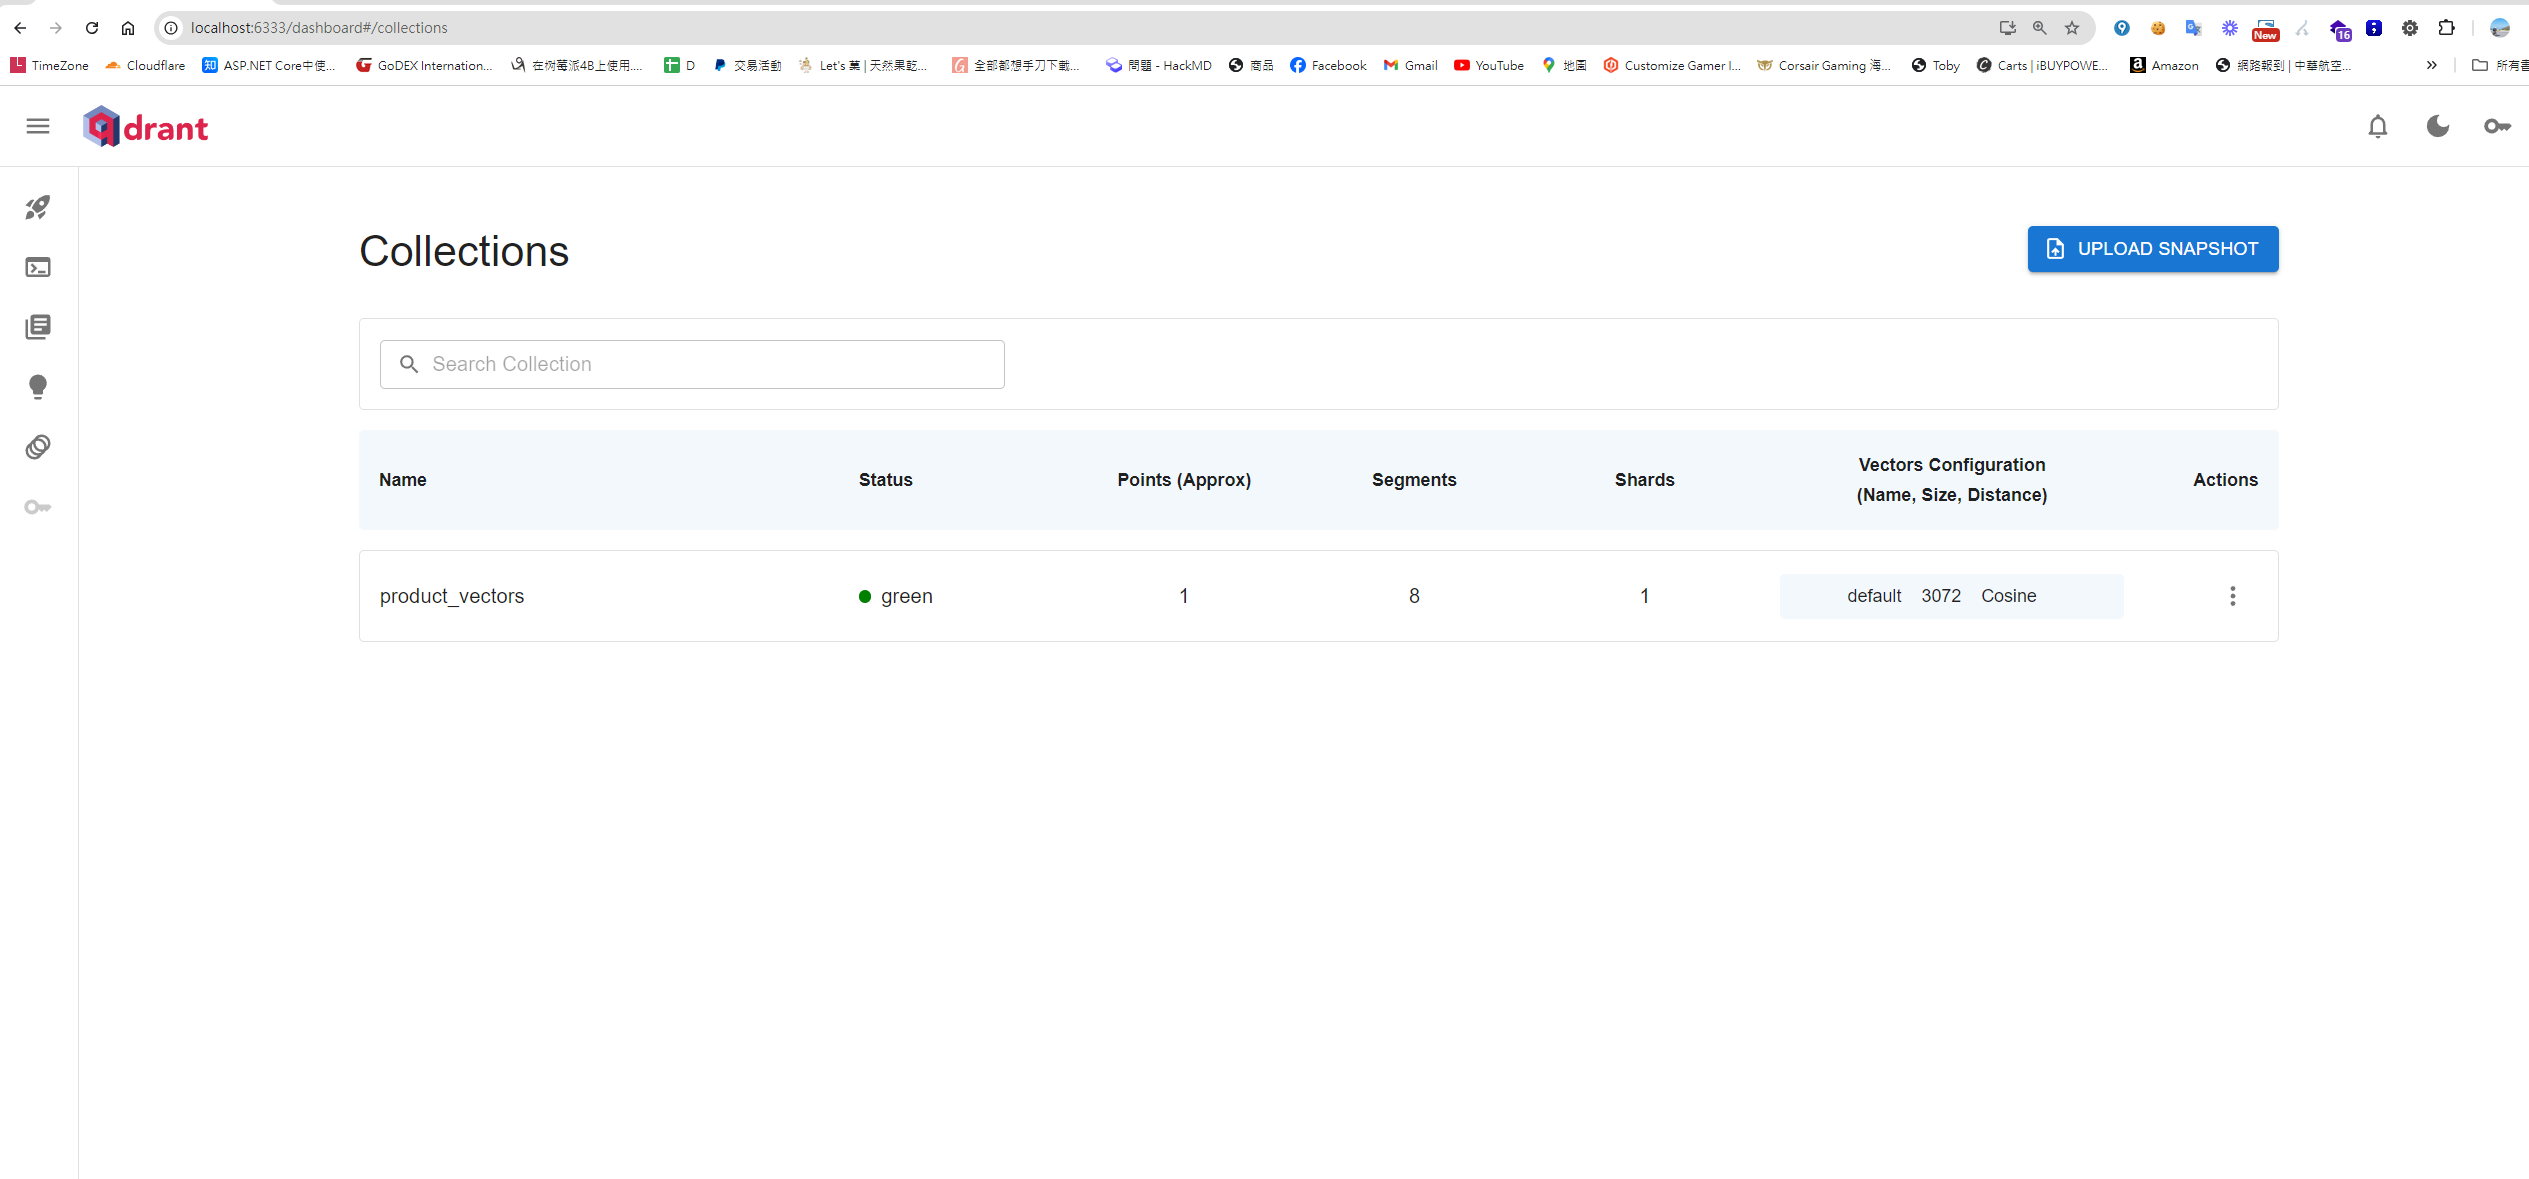 localhost:6333/dashboard#/collections
New
16
TimeZone Cloudflare 知 ASP.NET Core中使... GoDEX Internation... 在树莓派4B上使用.... D 交易活動 Let's 菓 | 天然果乾... 全部都想手刀下載... 問題 - HackMD 商品 Facebook Gmail YouTube 地圖 Customize Gamer I... Corsair Gaming 海... Toby Carts | iBUYPOWE... Amazon 網路報到 | 中華航空... » 所有書
qdrant
Collections
UPLOAD SNAPSHOT
Search Collection
Name Status Points (Approx) Segments Shards Vectors Configuration (Name, Size, Distance) Actions
product_vectors green 1 8 1 default 3072 Cosine